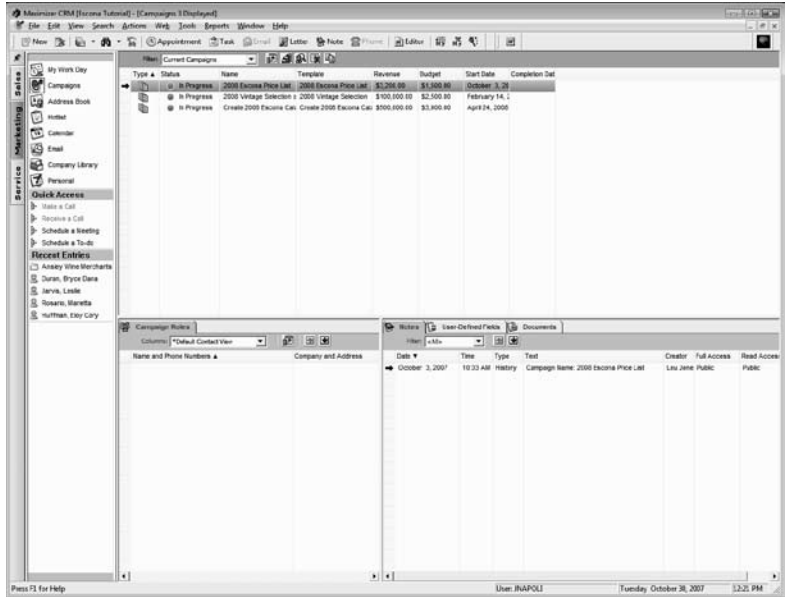 Maximizer CRM [Escona Tutorial] - [Campaigns 3 Displayed]
File Edit View Search Actions Web Tools Reports Window Help
New Appointment Task Email Letter Note Phone Editor
Filter: Current Campaigns
Sales
Marketing
Service
My Work Day
Campaigns
Address Book
Hotlist
Calendar
Email
Company Library
Personal
Quick Access
Make a Call
Receive a Call
Schedule a Meeting
Schedule a To-do
Recent Entries
Ansley Wine Merchants
Duran, Bryce Dana
Jarvis, Leslie
Rosario, Maretta
Huffman, Eloy Cary
Type Status Name Template Revenue Budget Start Date Completion Dat
In Progress 2008 Escona Price List 2008 Escona Price List October 3, 20
In Progress 2008 Vintage Selection s 2008 Vintage Selection $100,000.00 $2,500.00 February 14, 2
In Progress Create 2008 Escona Cat Create 2008 Escona Cat $500,000.00 $3,900.00 April 24, 2008
Campaign Roles
Columns: *Default Contact View
Name and Phone Numbers Company and Address
Notes User-Defined Fields Documents
Filter: <All>
Date Time Type Text Creator Full Access Read Access
October 3, 2007 10:33 AM History Campaign Name: 2008 Escona Price List Lou Jone Public Public
Press F1 for Help
User: JNAPOLI
Tuesday October 30, 2007
12:21 PM